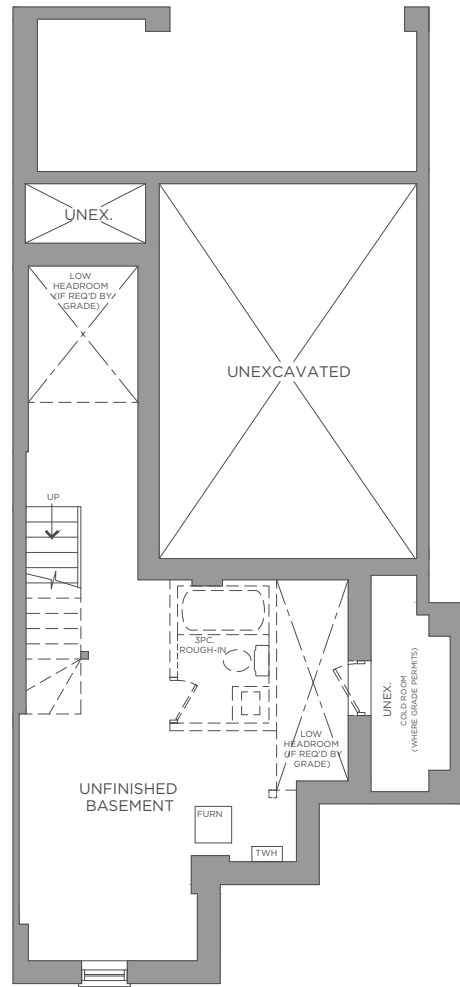 UNEX.
LOW
HEADROOM
(IF REQ'D BY
GRADE)
UNEXCAVATED
UP
3PC.
ROUGH-IN
UNEX.
COLD ROOM
(WHERE GRADE PERMITS)
LOW
HEADROOM
(IF REQ'D BY
GRADE)
UNFINISHED
BASEMENT
FURN
TWH